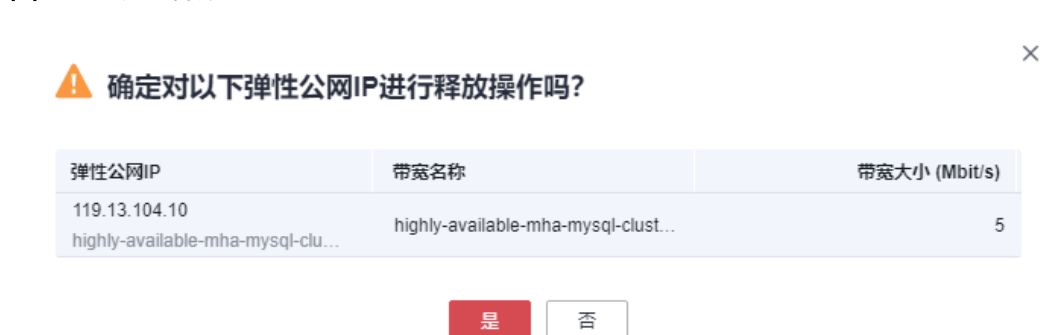 确定对以下弹性公网IP进行释放操作吗?
弹性公网IP 带宽名称 带宽大小 (Mbit/s)
119.13.104.10
highly-available-mha-mysql-clu...
highly-available-mha-mysql-clust...
5
是 否